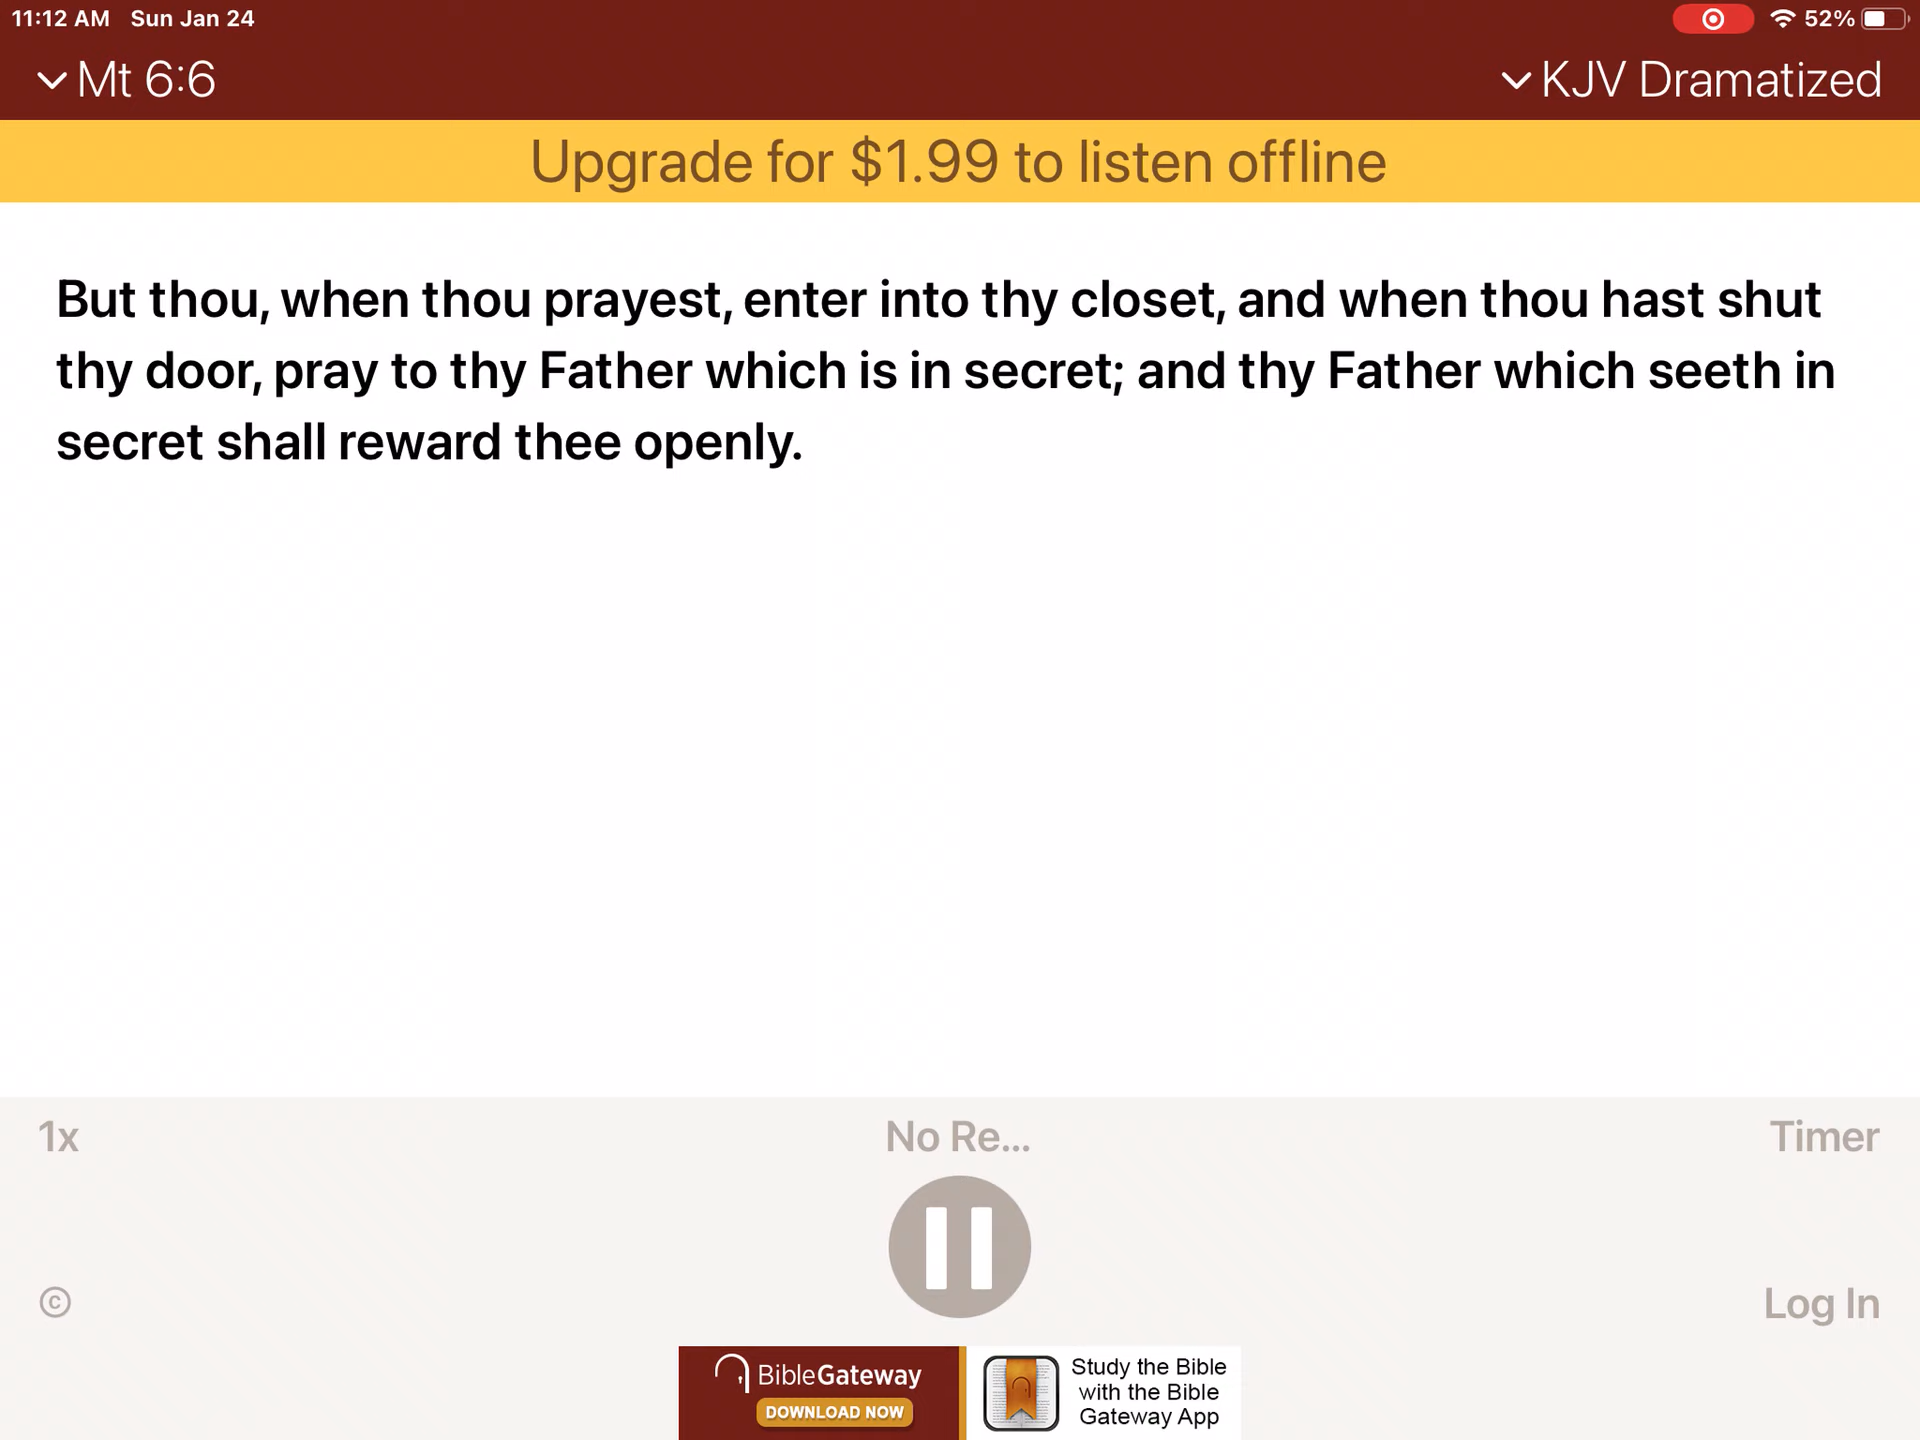 11:12 AM Sun Jan 24
52%
Mt 6:6
KJV Dramatized
Upgrade for $1.99 to listen offline
But thou, when thou prayest, enter into thy closet, and when thou hast shut
thy door, pray to thy Father which is in secret; and thy Father which seeth in
secret shall reward thee openly.
1x
No Re...
Timer
©
Log In
BibleGateway
DOWNLOAD NOW
Study the Bible
with the Bible
Gateway App